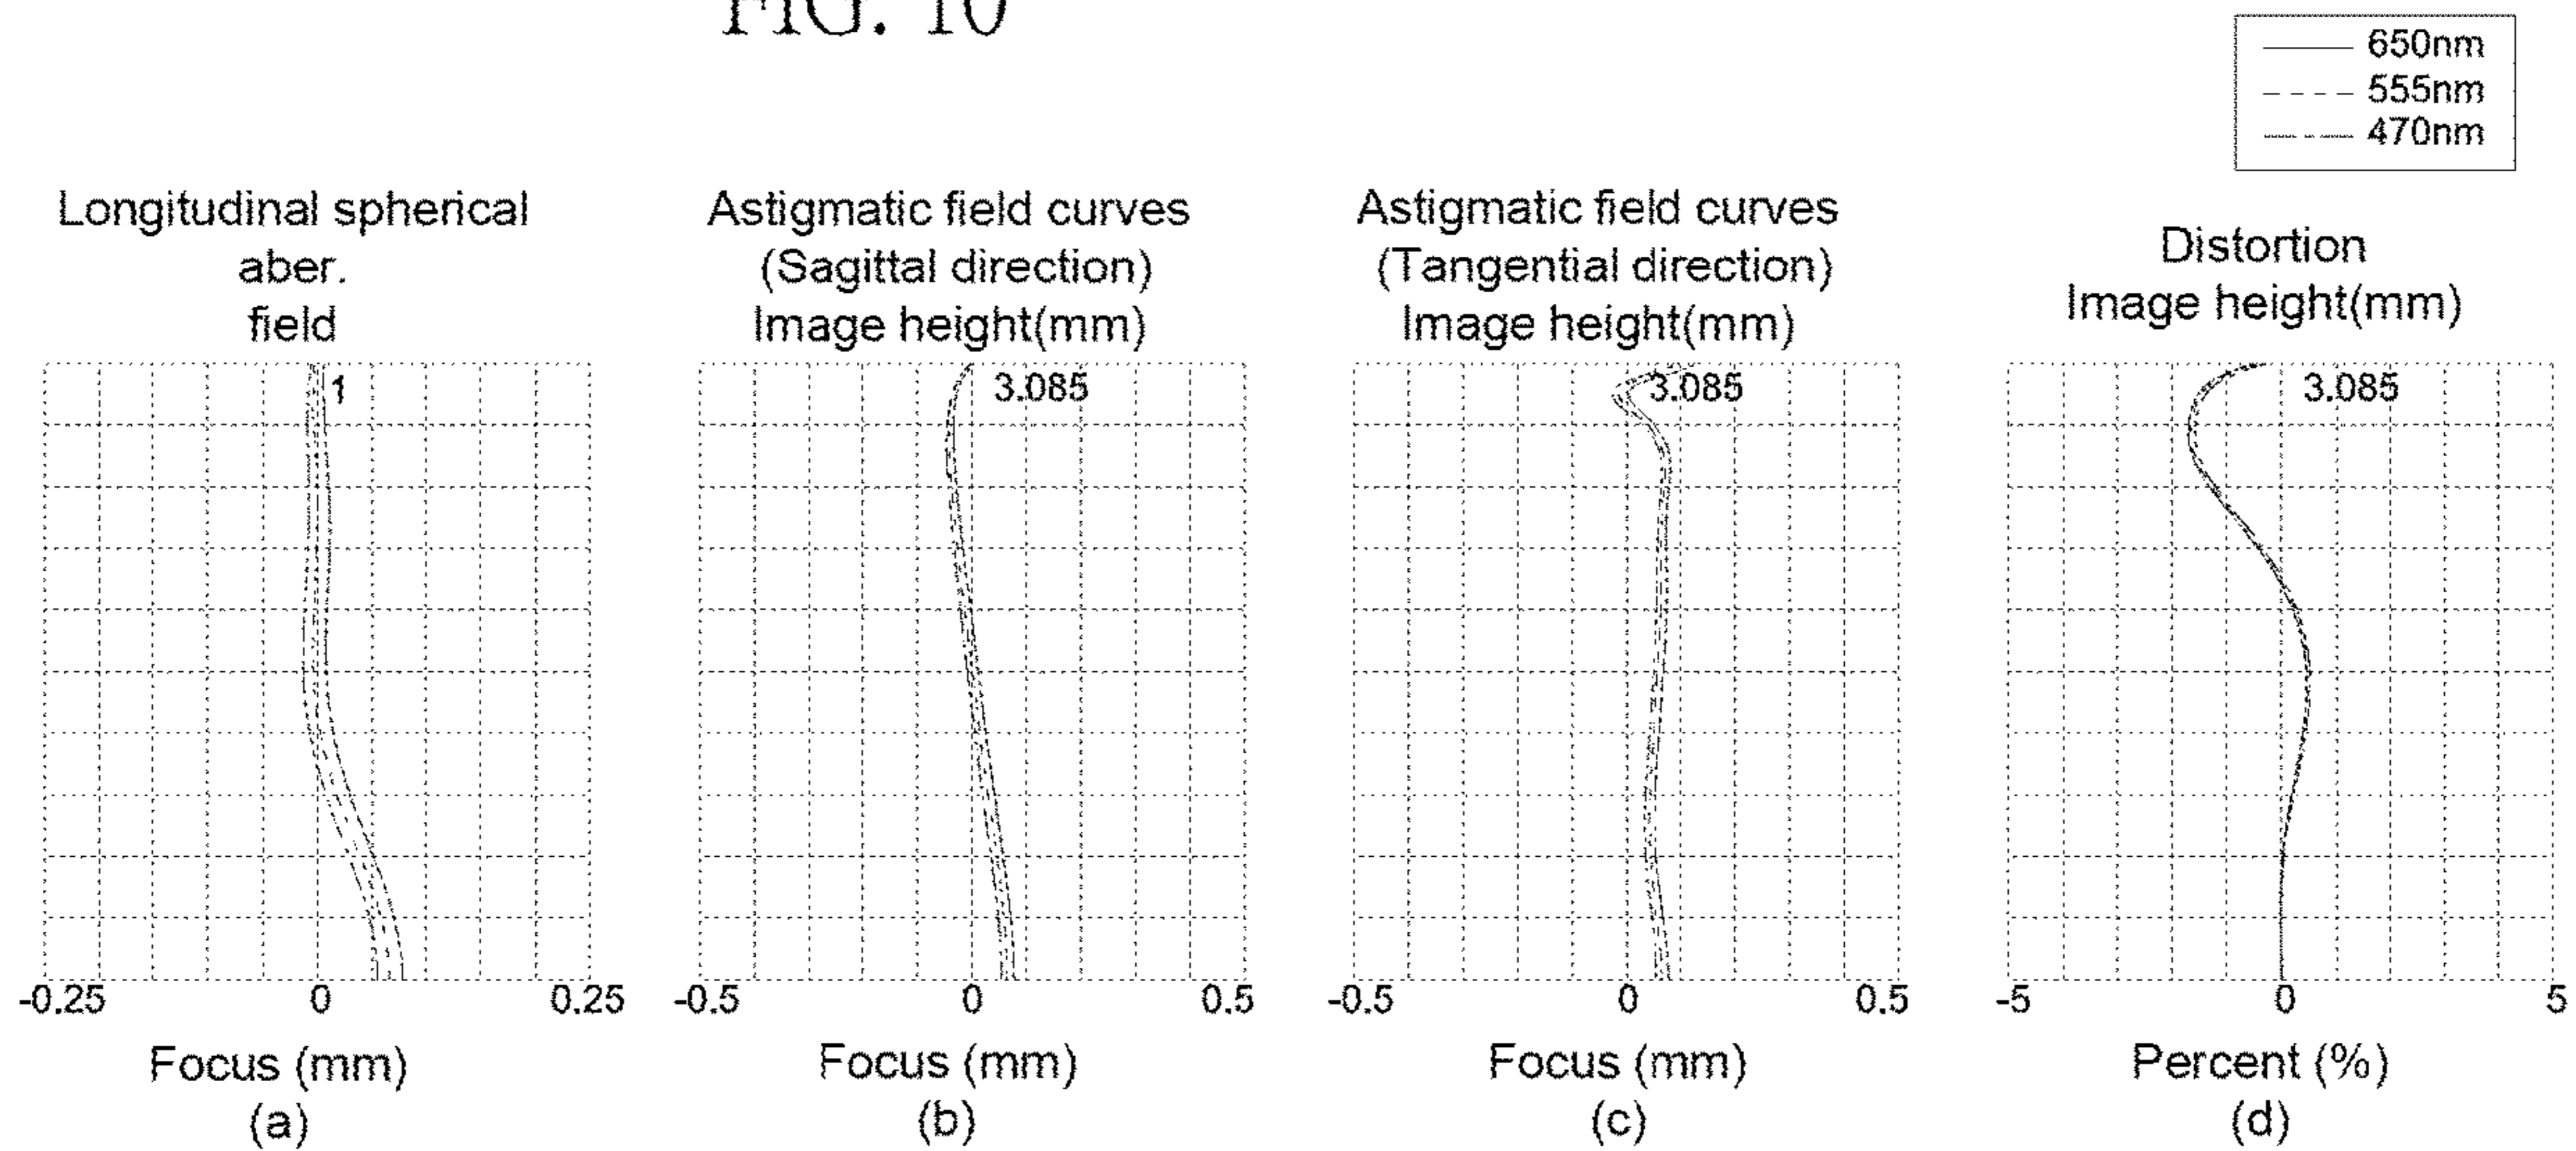 FIG. 10
650nm
555nm
470nm
Longitudinal spherical
aber.
field
1
-0.25 0 0.25
Focus (mm)
(a)
Astigmatic field curves
(Sagittal direction)
Image height(mm)
3.085
-0.5 0 0.5
Focus (mm)
(b)
Astigmatic field curves
(Tangential direction)
Image height(mm)
3.085
-0.5 0 0.5
Focus (mm)
(c)
Distortion
Image height(mm)
3.085
-5 0 5
Percent (%)
(d)